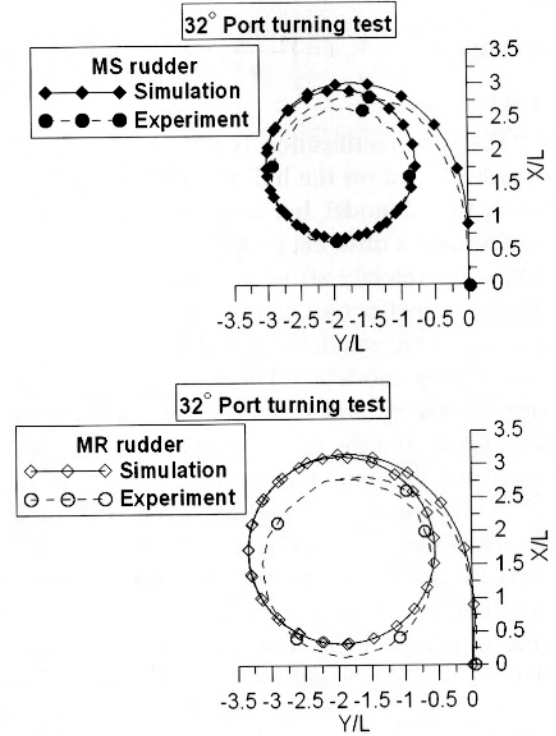 32° Port turning test
MS rudder
Simulation
Experiment
3.5
3
2.5
2
1.5
1
0.5
0
X/L
-3.5 -3 -2.5 -2 -1.5 -1 -0.5 0
Y/L
32° Port turning test
MR rudder
Simulation
Experiment
3.5
3
2.5
2
1.5
1
0.5
0
X/L
-3.5 -3 -2.5 -2 -1.5 -1 -0.5 0
Y/L